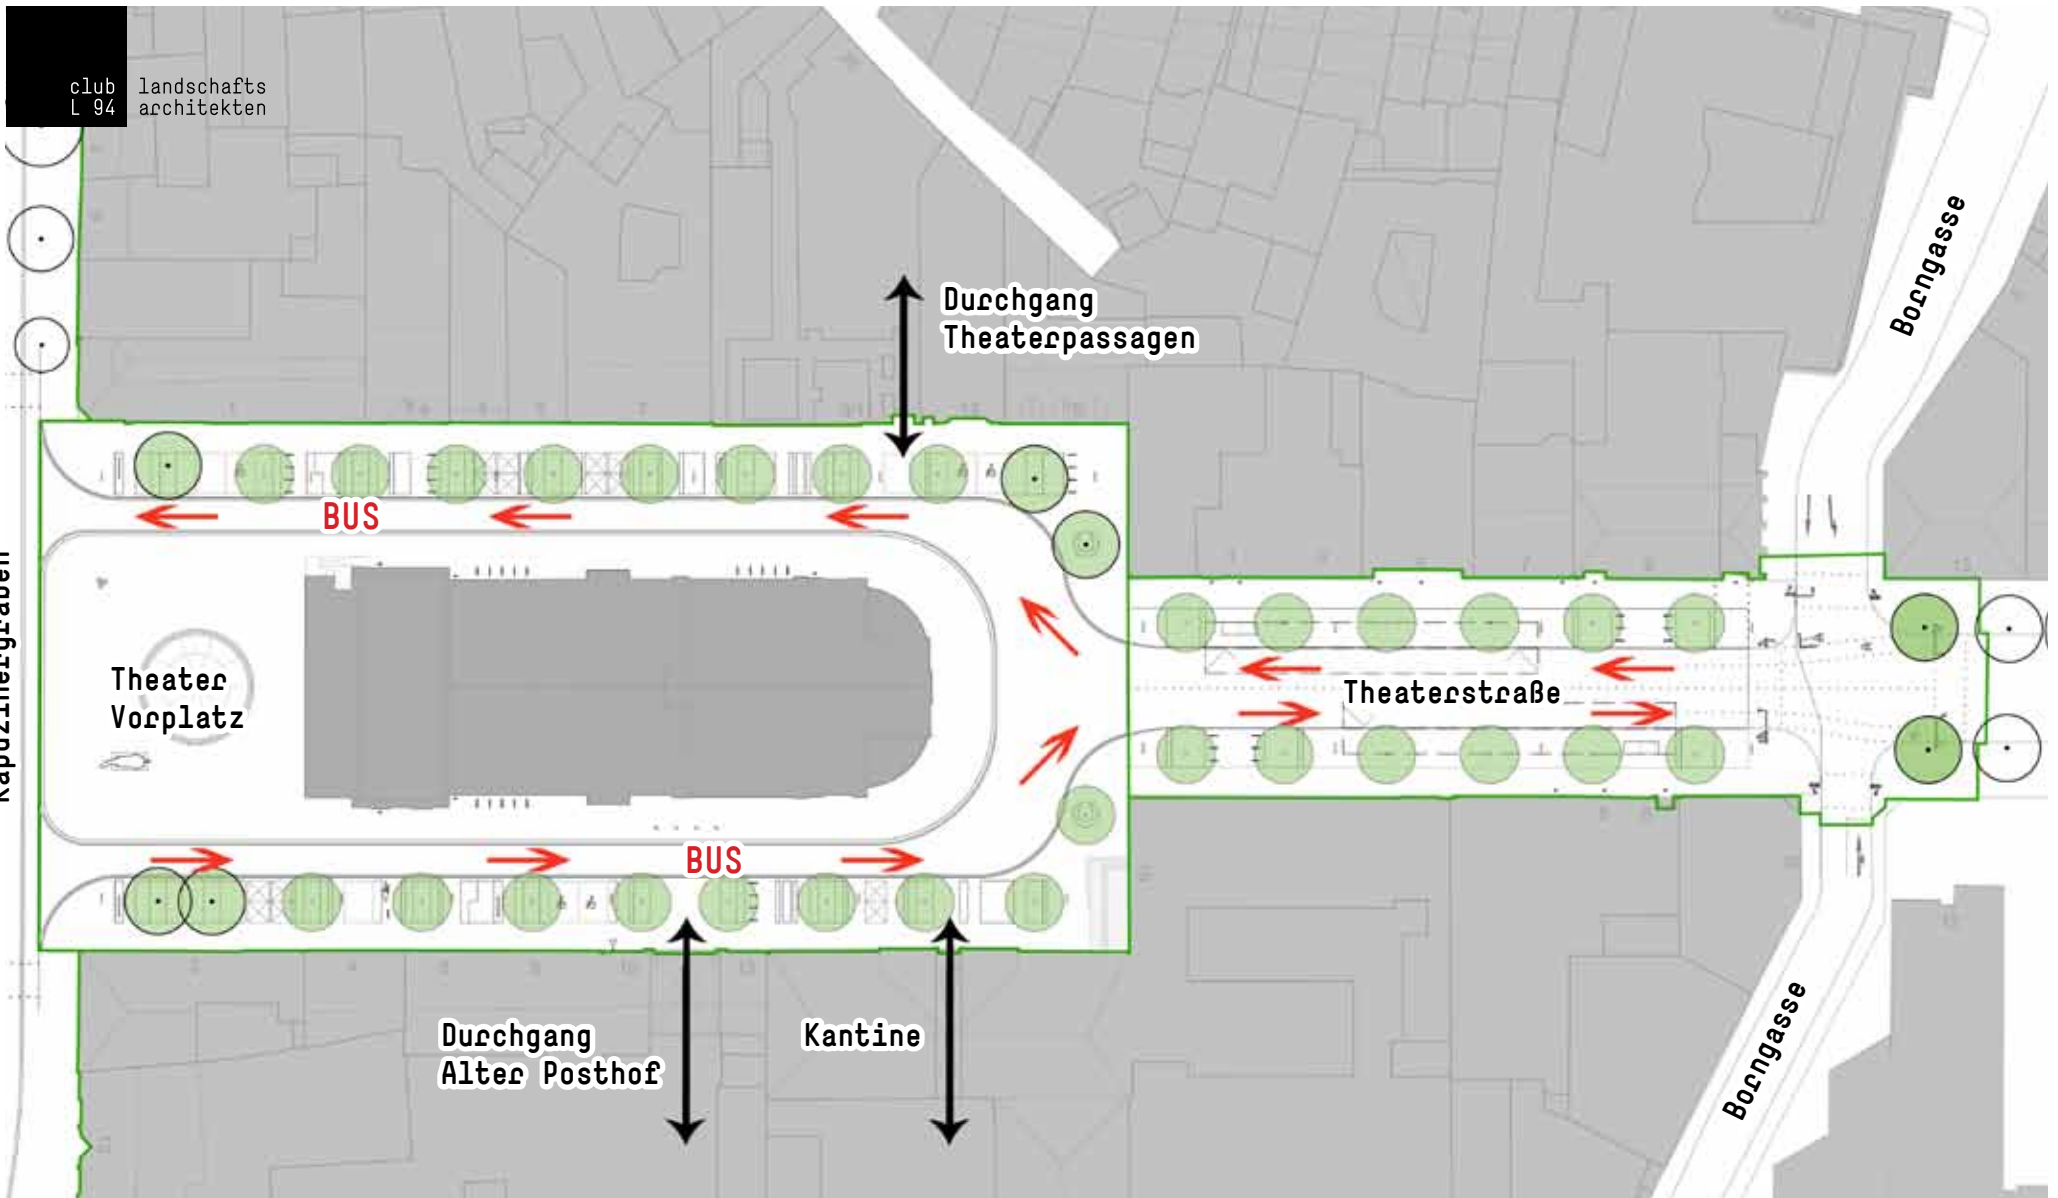 club landschafts
L 94 architekten
Borngasse
Durchgang
Theaterpassagen
BUS
Kapuzinergraben
Theater
Vorplatz
Theaterstraße
BUS
Durchgang
Alter Posthof
Kantine
Borngasse